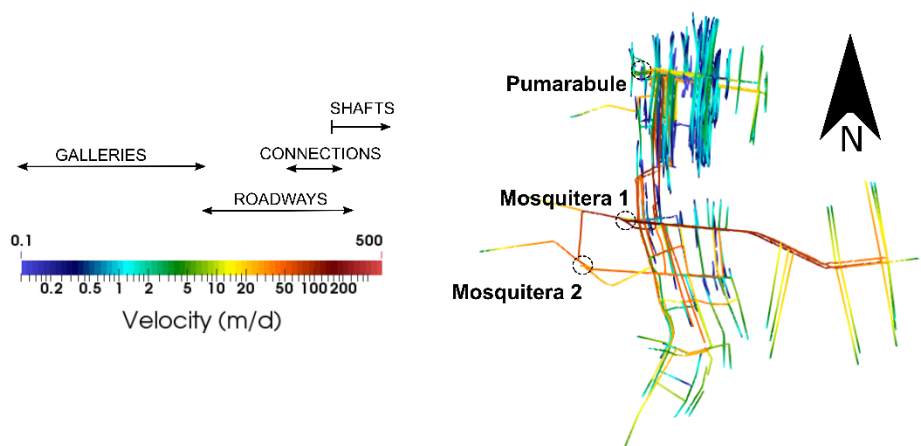 SHAFTS
GALLERIES
CONNECTIONS
ROADWAYS
0.1 500
0.2 0.5 1 2 5 10 20 50 100 200
Velocity (m/d)
Pumarabule
Mosquitera 1
Mosquitera 2
N